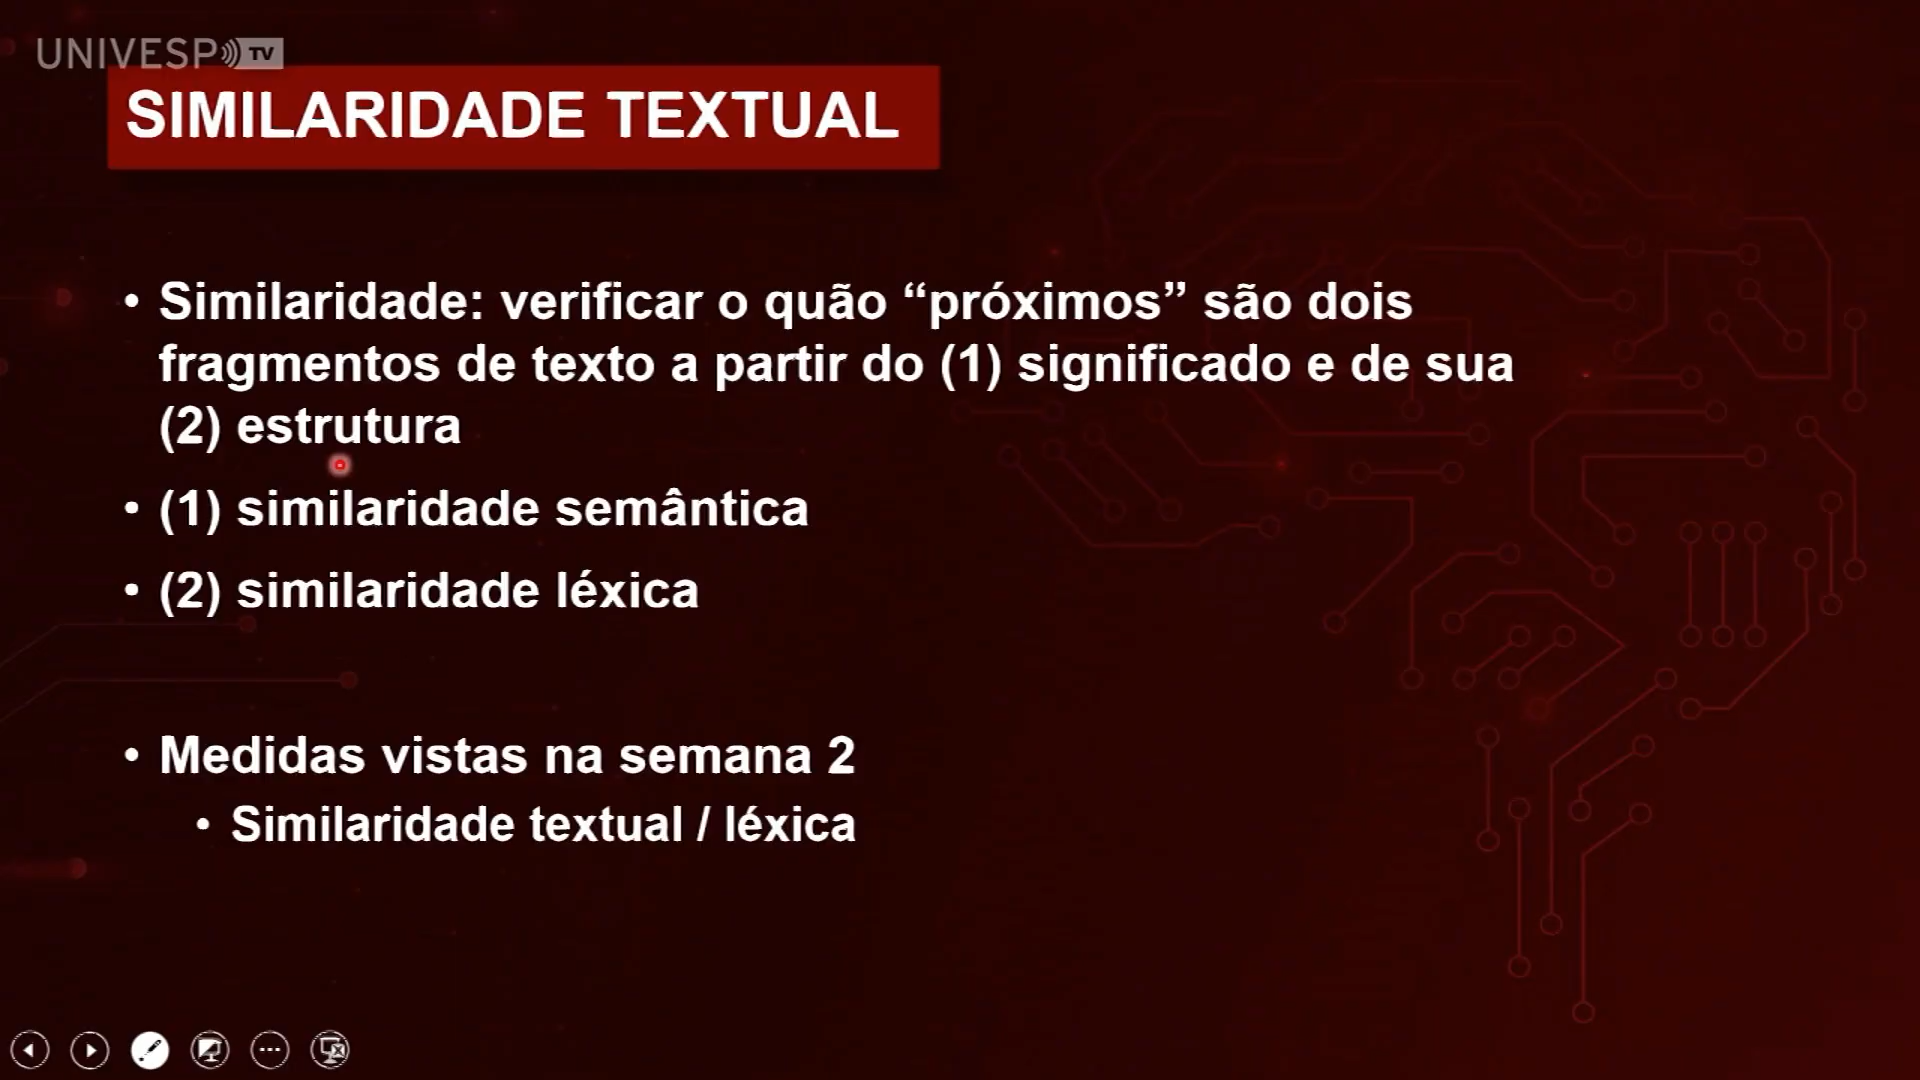 UNIVESP TV
SIMILARIDADE TEXTUAL
• Similaridade: verificar o quão “próximos” são dois
fragmentos de texto a partir do (1) significado e de sua
(2) estrutura
• (1) similaridade semântica
• (2) similaridade léxica
• Medidas vistas na semana 2
• Similaridade textual / léxica